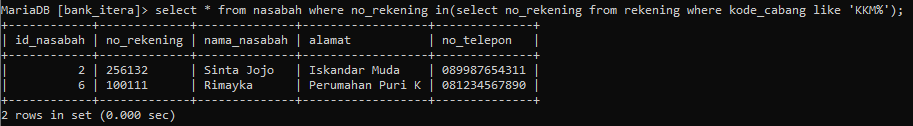 MariaDB [bank_itera]> select * from nasabah where no_rekening in(select no_rekening from rekening where kode_cabang like 'KKM%');
+------------+-------------+--------------+------------------+--------------+
| id_nasabah | no_rekening | nama_nasabah | alamat           | no_telepon   |
+------------+-------------+--------------+------------------+--------------+
|          2 | 256132      | Sinta Jojo   | Iskandar Muda    | 089987654311 |
|          6 | 100111      | Rimayka      | Perumahan Puri K | 081234567890 |
+------------+-------------+--------------+------------------+--------------+
2 rows in set (0.000 sec)